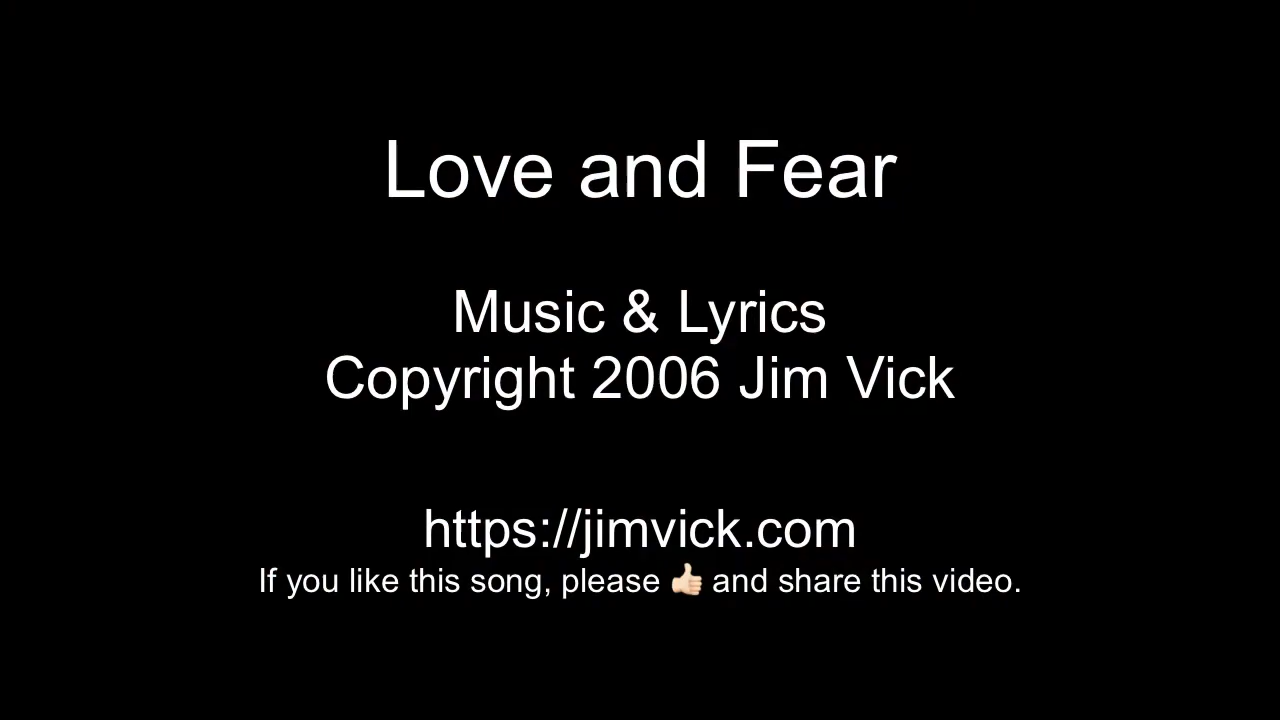 Love and Fear
Music & Lyrics
Copyright 2006 Jim Vick
https://jimvick.com
If you like this song, please 👍🏻 and share this video.